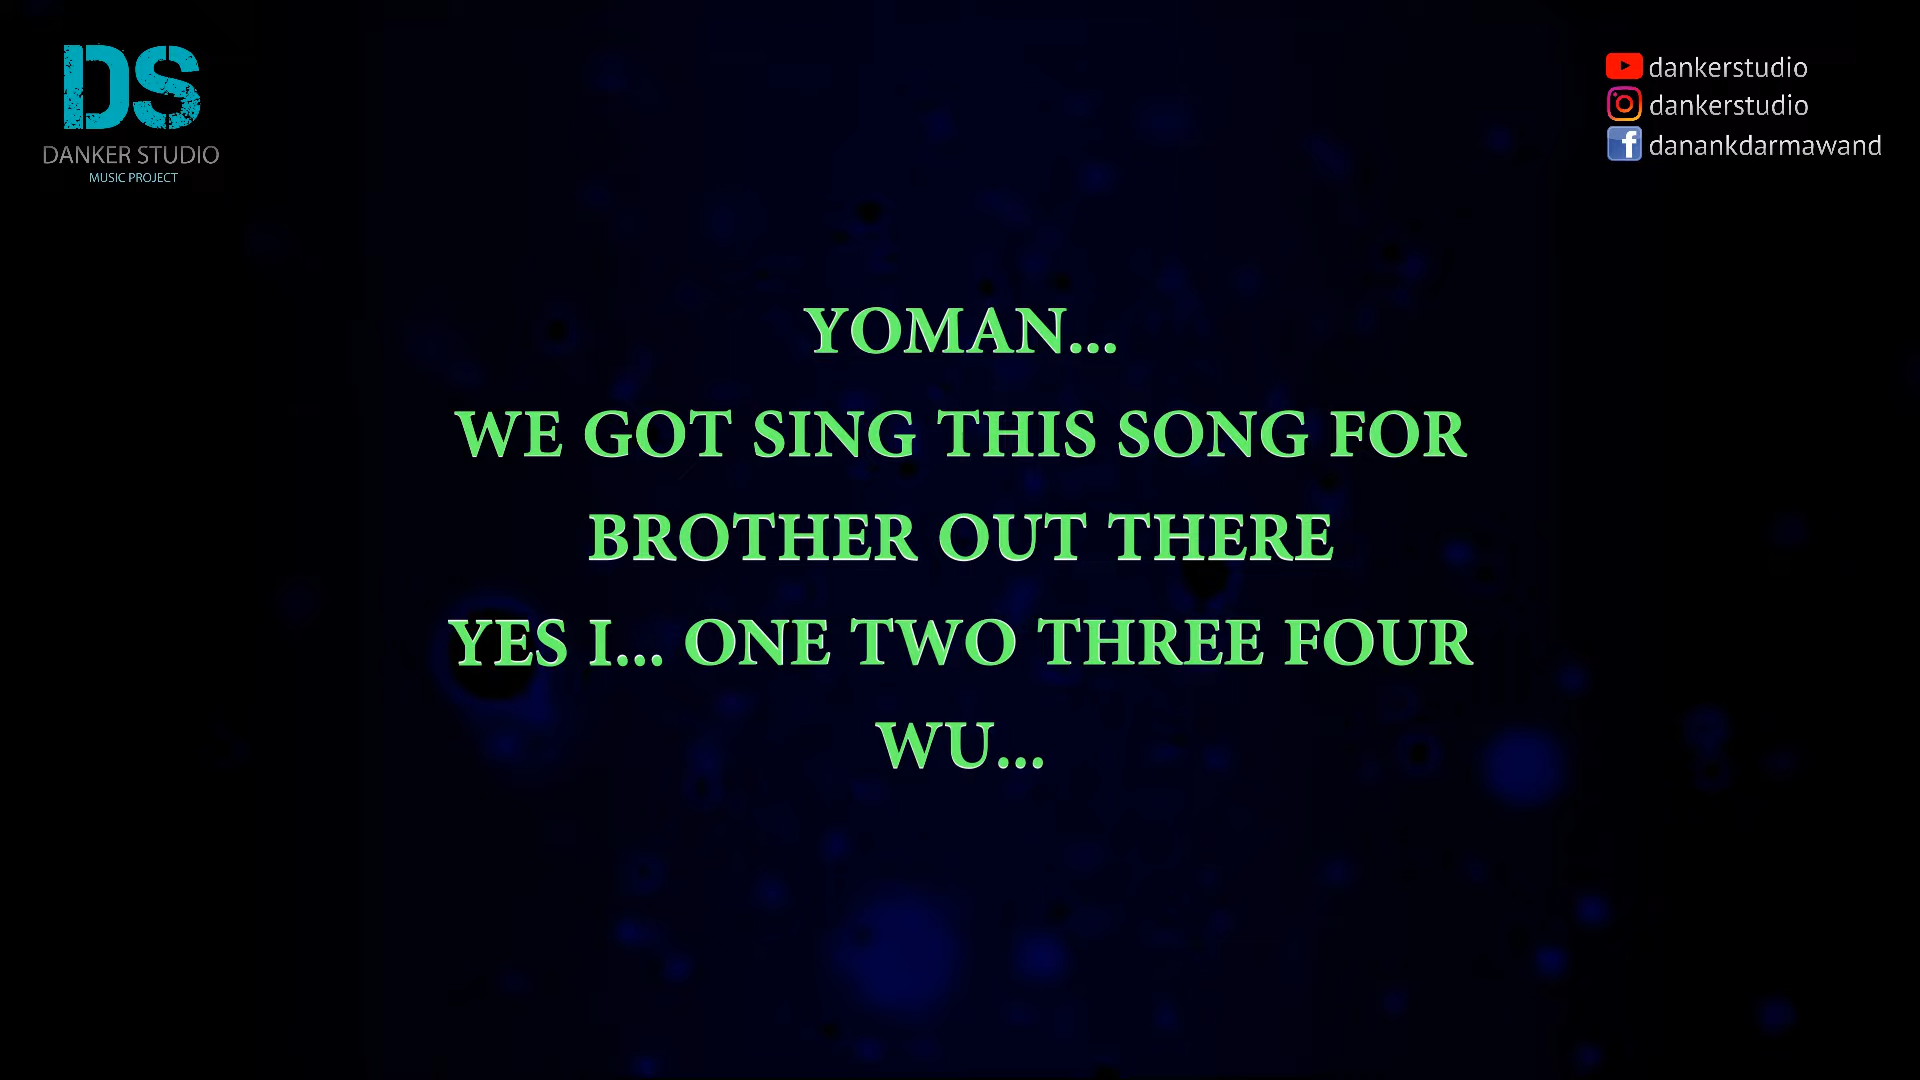 DS
DANKER STUDIO
MUSIC PROJECT
dankerstudio
dankerstudio
danankdarmawand
YOMAN...
WE GOT SING THIS SONG FOR
BROTHER OUT THERE
YES I... ONE TWO THREE FOUR
WU...